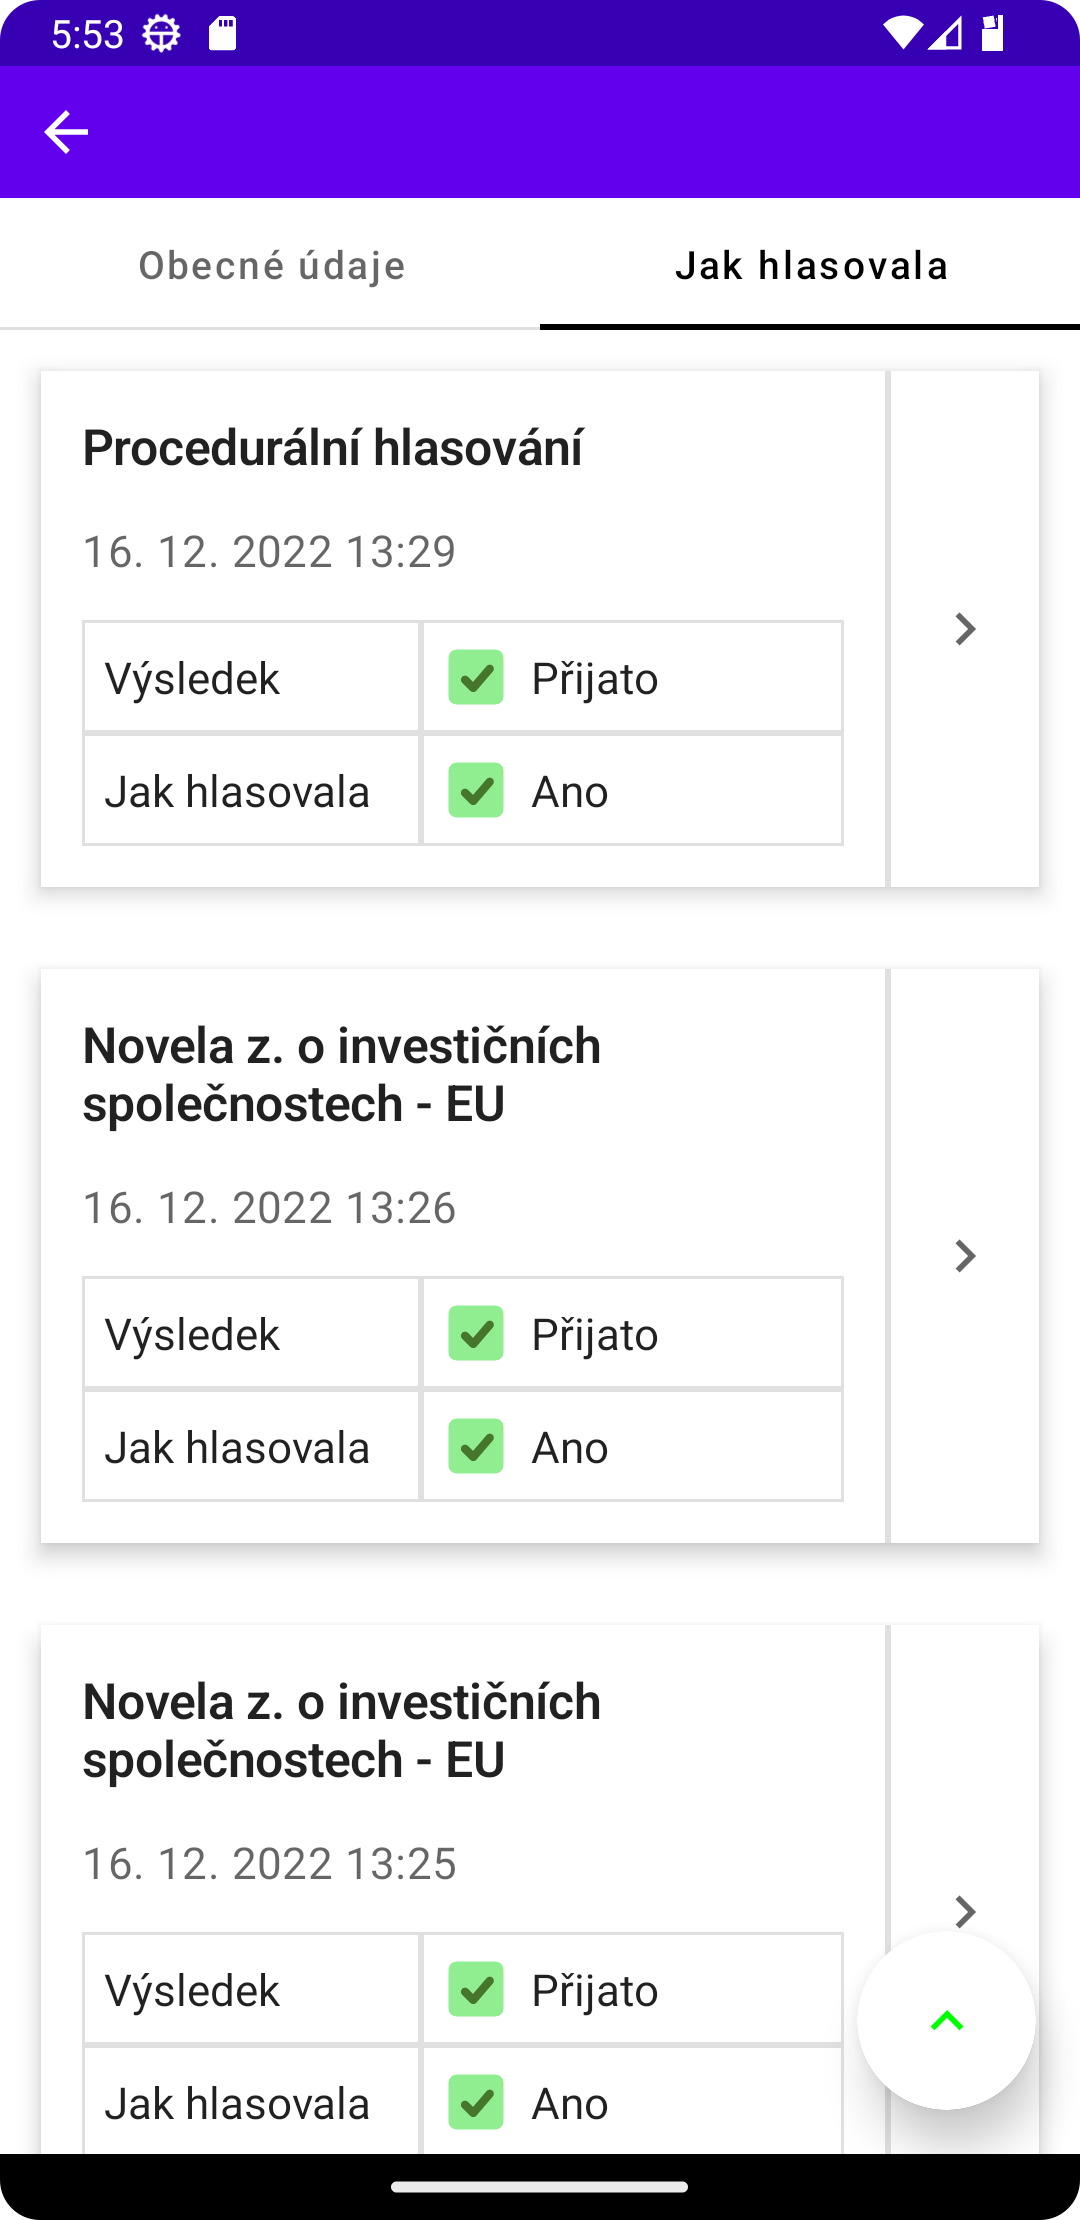 5:53
Obecné údaje
Jak hlasovala
Procedurální hlasování
16. 12. 2022 13:29
Výsledek
Přijato
Jak hlasovala
Ano
Novela z. o investičních
společnostech - EU
16. 12. 2022 13:26
Výsledek
Přijato
Jak hlasovala
Ano
Novela z. o investičních
společnostech - EU
16. 12. 2022 13:25
Výsledek
Přijato
Jak hlasovala
Ano